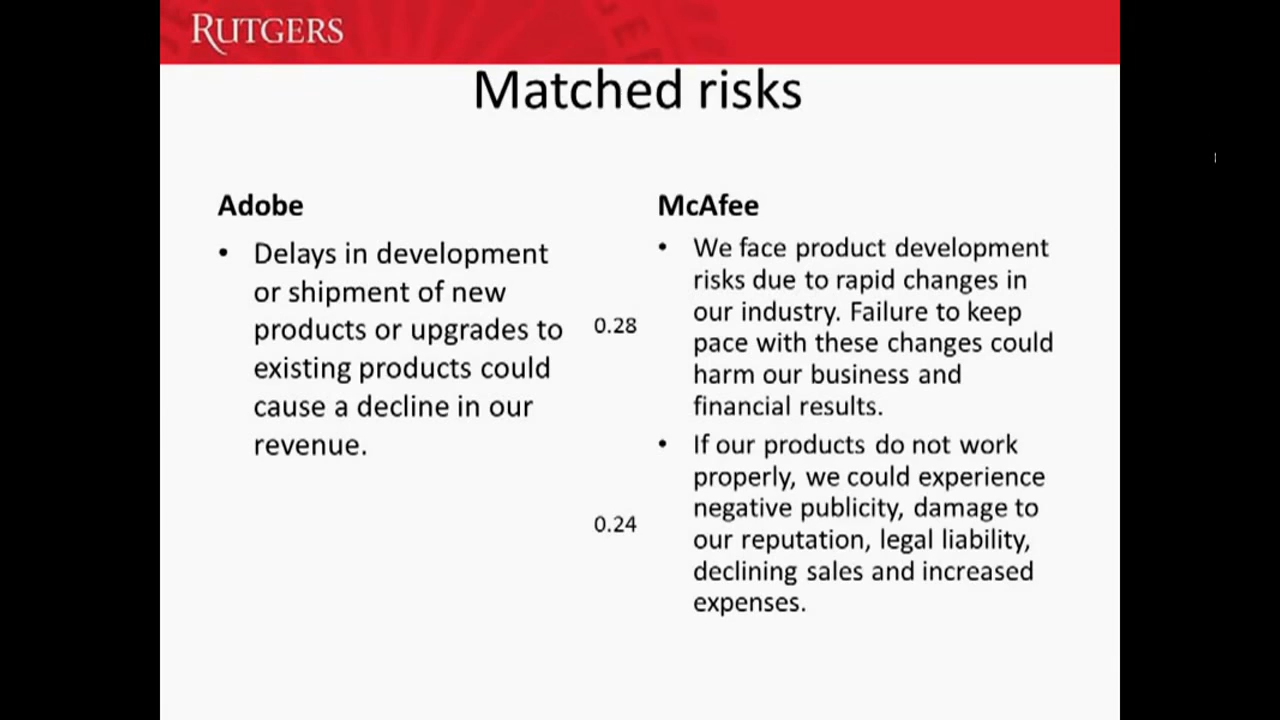 RUTGERS
Matched risks
Adobe
• Delays in development
or shipment of new
products or upgrades to
existing products could
cause a decline in our
revenue.
0.28
0.24
McAfee
• We face product development
risks due to rapid changes in
our industry. Failure to keep
pace with these changes could
harm our business and
financial results.
• If our products do not work
properly, we could experience
negative publicity, damage to
our reputation, legal liability,
declining sales and increased
expenses.